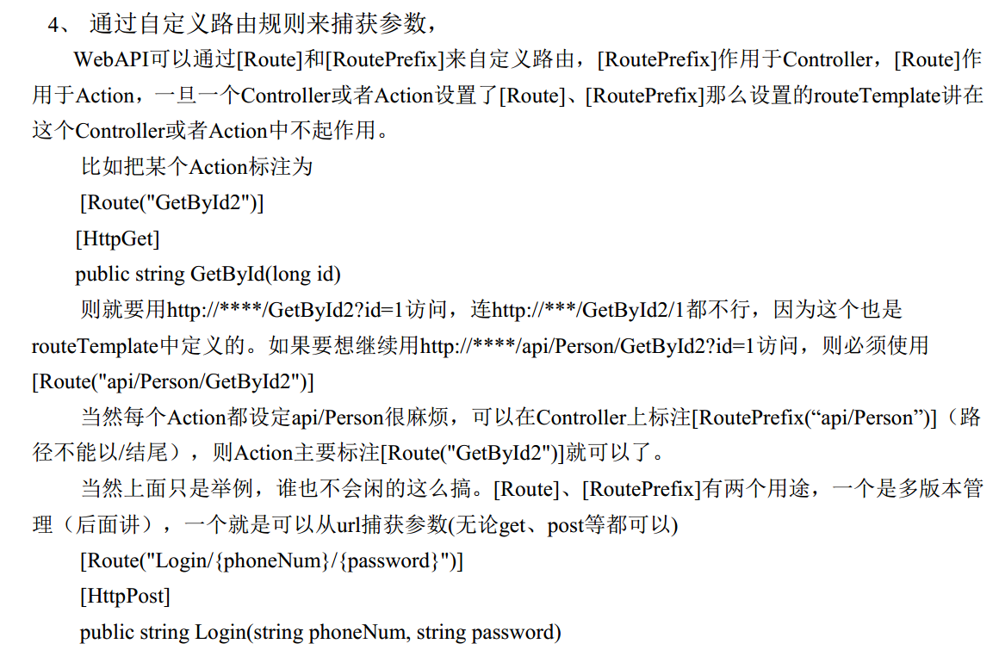 4、 通过自定义路由规则来捕获参数，
WebAPI可以通过[Route]和[RoutePrefix]来自定义路由，[RoutePrefix]作用于Controller，[Route]作
用于Action，一旦一个Controller或者Action设置了[Route]、[RoutePrefix]那么设置的routeTemplate讲在
这个Controller或者Action中不起作用。
比如把某个Action标注为
[Route("GetById2")]
[HttpGet]
public string GetById(long id)
则就要用http://****/GetById2?id=1访问，连http://***/GetById2/1都不行，因为这个也是
routeTemplate中定义的。如果要想继续用http://****/api/Person/GetById2?id=1访问，则必须使用
[Route("api/Person/GetById2")]
当然每个Action都设定api/Person很麻烦，可以在Controller上标注[RoutePrefix(“api/Person”)]（路
径不能以/结尾），则Action主要标注[Route("GetById2")]就可以了。
当然上面只是举例，谁也不会闲的这么搞。[Route]、[RoutePrefix]有两个用途，一个是多版本管
理（后面讲），一个就是可以从url捕获参数(无论get、post等都可以)
[Route("Login/{phoneNum}/{password}")]
[HttpPost]
public string Login(string phoneNum, string password)